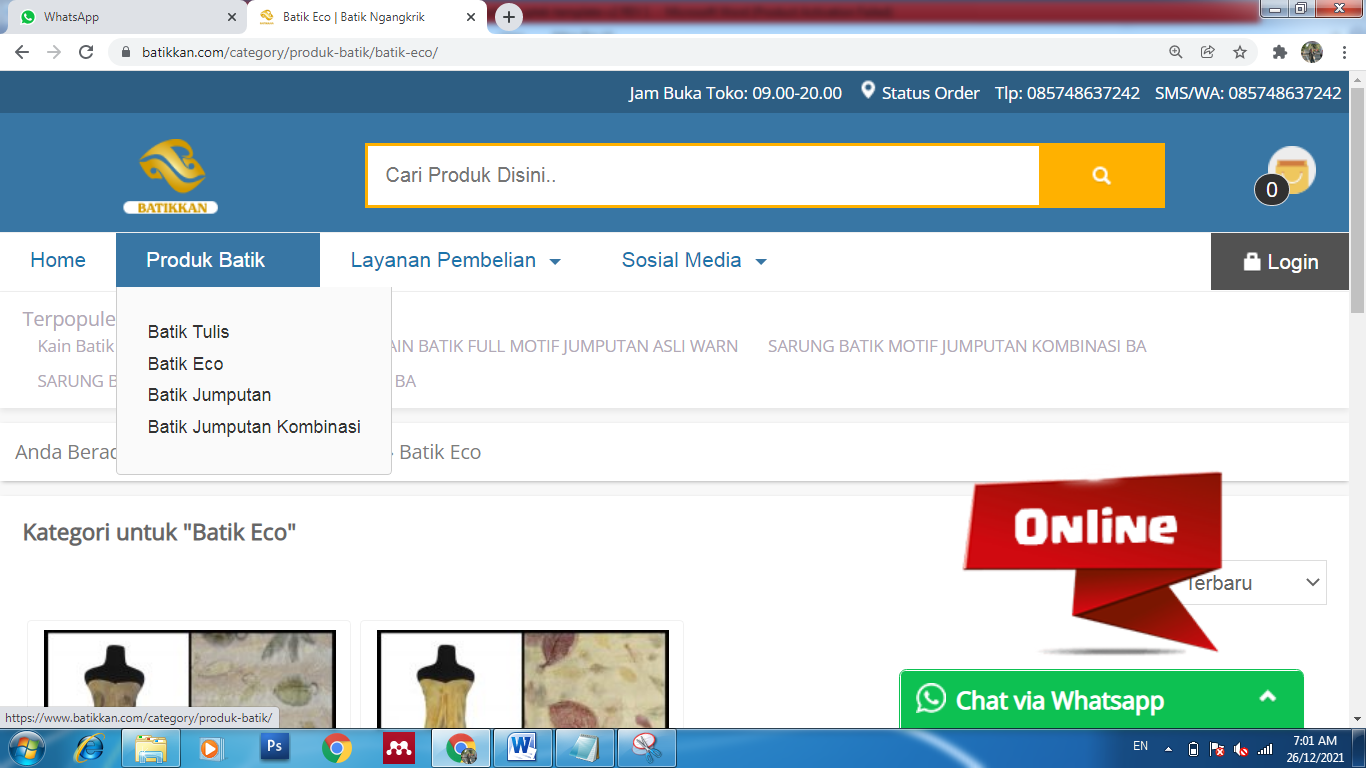 WhatsApp
Batik Eco | Batik Ngangkrik
batikkan.com/category/produk-batik/batik-eco/
Jam Buka Toko: 09.00-20.00 Status Order Tlp: 085748637242 SMS/WA: 085748637242
BATIKKAN
Cari Produk Disini..
0
Home Produk Batik Layanan Pembelian Sosial Media Login
Terpopule
Batik Tulis
Kain Batik AIN BATIK FULL MOTIF JUMPUTAN ASLI WARN SARUNG BATIK MOTIF JUMPUTAN KOMBINASI BA
Batik Eco
SARUNG B BA
Batik Jumputan
Batik Jumputan Kombinasi
Anda Berad Batik Eco
Kategori untuk "Batik Eco"
Online
Terbaru
Chat via Whatsapp
https://www.batikkan.com/category/produk-batik/
Ps
W
EN
7:01 AM
26/12/2021